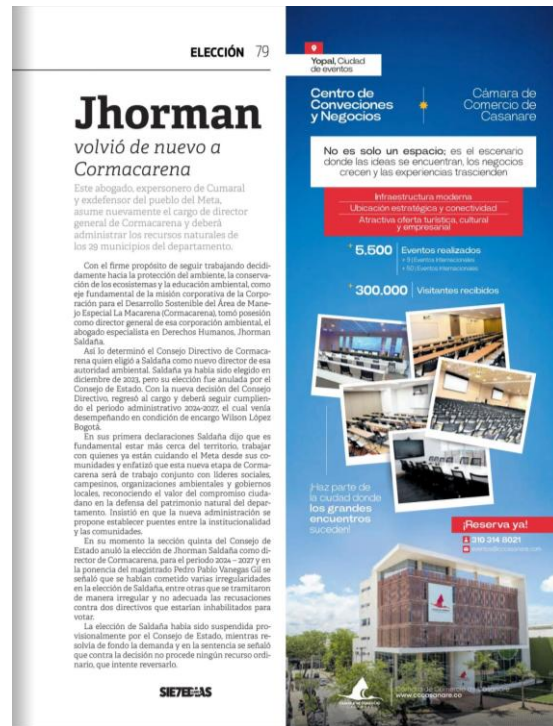 ELECCIÓN 79
Jhorman
volvió de nuevo a
Cormacarena
Este abogado, expersonero de Cumaral
y exdefensor del pueblo del Meta,
asume nuevamente el cargo de director
general de Cormacarena y deberá
administrar los recursos naturales de
los 29 municipios del departamento.
Con el firme propósito de seguir trabajando decidi-
damente hacia la protección del ambiente, la conserva-
ción de los ecosistemas y la educación ambiental, como
eje fundamental de la misión corporativa de la Corpo-
ración para el Desarrollo Sostenible del Área de Mane-
jo Especial La Macarena (Cormacarena), tomó posesión
como director general de esa corporación ambiental, el
abogado especialista en Derechos Humanos, Jhorman
Saldaña.
Así lo determinó el Consejo Directivo de Cormaca-
rena quien eligió a Saldaña como nuevo director de esa
autoridad ambiental. Saldaña ya había sido elegido en
diciembre de 2023, pero su elección fue anulada por el
Consejo de Estado. Con la nueva decisión del Consejo
Directivo, regresó al cargo y deberá seguir cumplien-
do el periodo administrativo 2024-2027, el cual venía
desempeñando en condición de encargo Wilson López
Bogotá.
En sus primera declaraciones Saldaña dijo que es
fundamental estar más cerca del territorio, trabajar
con quienes ya están cuidando el Meta desde sus co-
munidades y enfatizó que esta nueva etapa de Corma-
carena será de trabajo conjunto con líderes sociales,
campesinos, organizaciones ambientales y gobiernos
locales, reconociendo el valor del compromiso ciuda-
dano en la defensa del patrimonio natural del depar-
tamento. Insistió en que la nueva administración se
propone establecer puentes entre la institucionalidad
y las comunidades.
En su momento la sección quinta del Consejo de
Estado anuló la elección de Jhorman Saldaña como di-
rector de Cormacarena, para el periodo 2024 – 2027 y en
la ponencia del magistrado Pedro Pablo Vanegas Gil se
señaló que se habían cometido varias irregularidades
en la elección de Saldaña, entre otras que se tramitaron
de manera irregular y no adecuada las recusaciones
contra dos directivos que estarían inhabilitados para
votar.
La elección de Saldaña había sido suspendida pro-
visionalmente por el Consejo de Estado, mientras re-
solvía de fondo la demanda y en la sentencia se señaló
que contra la decisión no procede ningún recurso ordi-
nario, que intente reversarlo.
SIE7EDÍAS
Yopal, Ciudad
de eventos
Centro de
Conveciones
y Negocios
Cámara de
Comercio de
Casanare
No es solo un espacio; es el escenario
donde las ideas se encuentran, los negocios
crecen y las experiencias trascienden
Infraestructura moderna
Ubicación estratégica y conectividad
Atractiva oferta turística, cultural
y empresarial
+5.500 Eventos realizados
Eventos Internacionales
Eventos Internacionales
+300.000 Visitantes recibidos
¡Haz parte de
la ciudad donde
los grandes
encuentros
suceden!
¡Reserva ya!
310 314 8021
Cámara de Comercio de Casanare
www.cccasanare.co